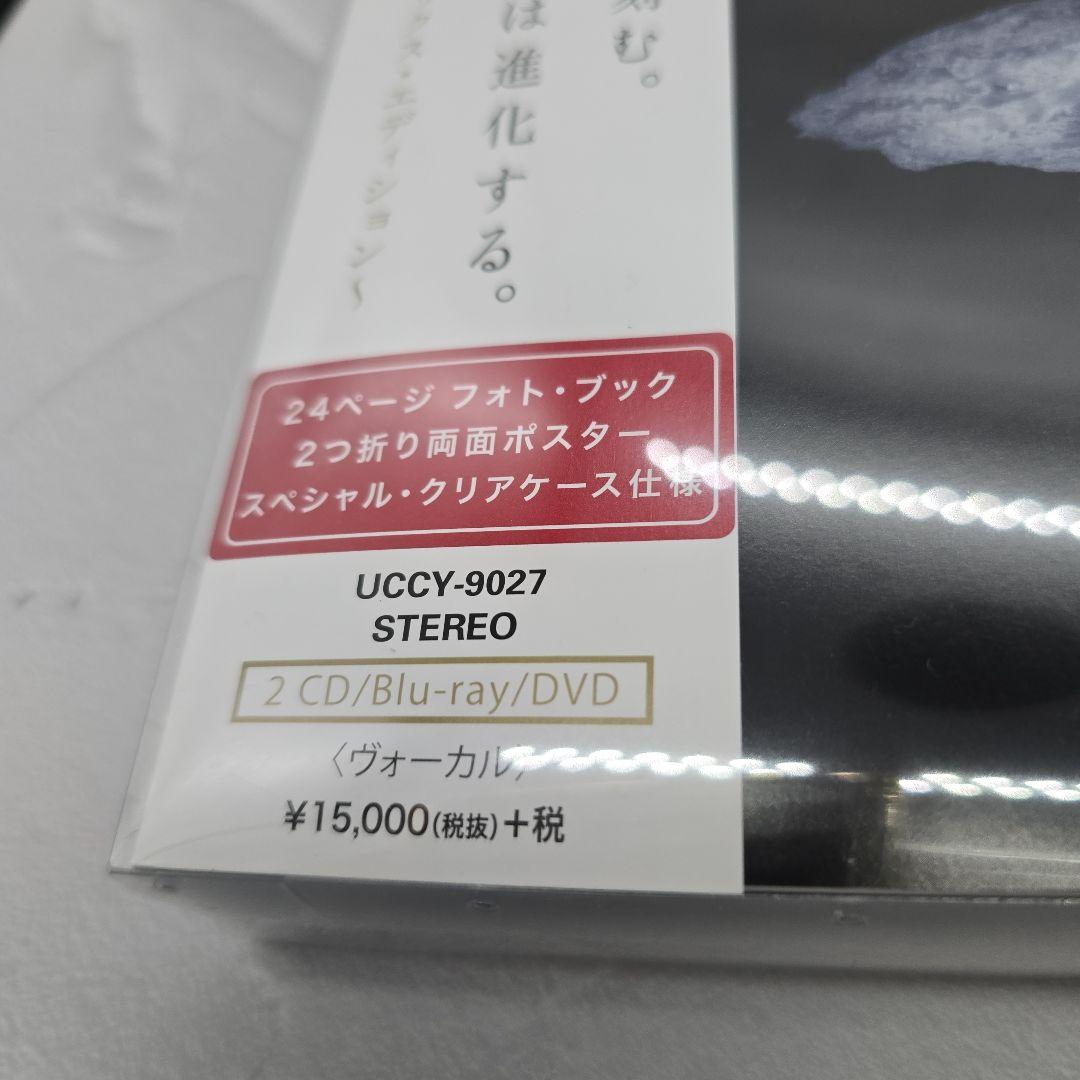 刻む。
は進化する。
ックス・エディション〜
24ページ フォト・ブック
2つ折り両面ポスター
スペシャル・クリアケース仕様
UCCY-9027
STEREO
2 CD/Blu-ray/DVD
〈ヴォーカル〉
¥15,000(税抜)+税